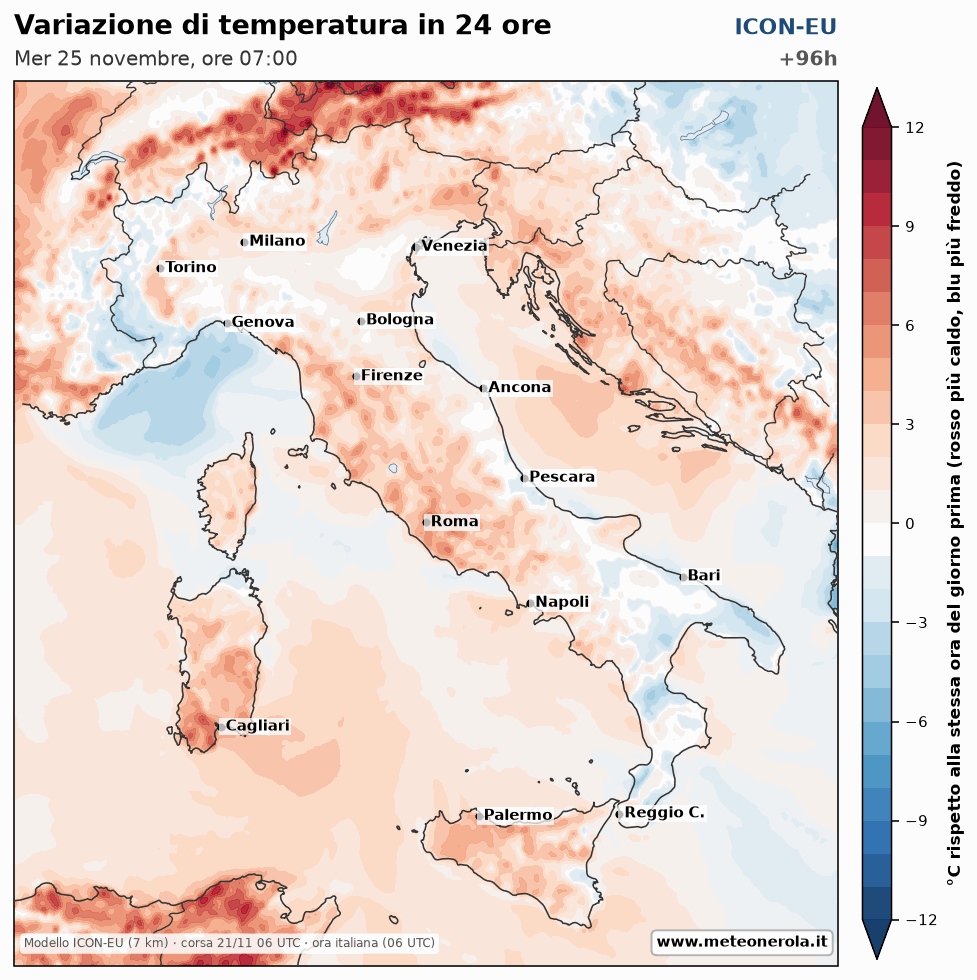 Variazione di temperatura in 24 ore
ICON-EU
Mer 25 novembre, ore 07:00
+96h
Milano
Venezia
Torino
Genova
Bologna
Firenze
Ancona
Pescara
Roma
Bari
Napoli
Cagliari
Palermo
Reggio C.
12
9
6
3
0
−3
−6
−9
−12
°C rispetto alla stessa ora del giorno prima (rosso più caldo, blu più freddo)
Modello ICON-EU (7 km) · corsa 21/11 06 UTC · ora italiana (06 UTC)
www.meteonerola.it